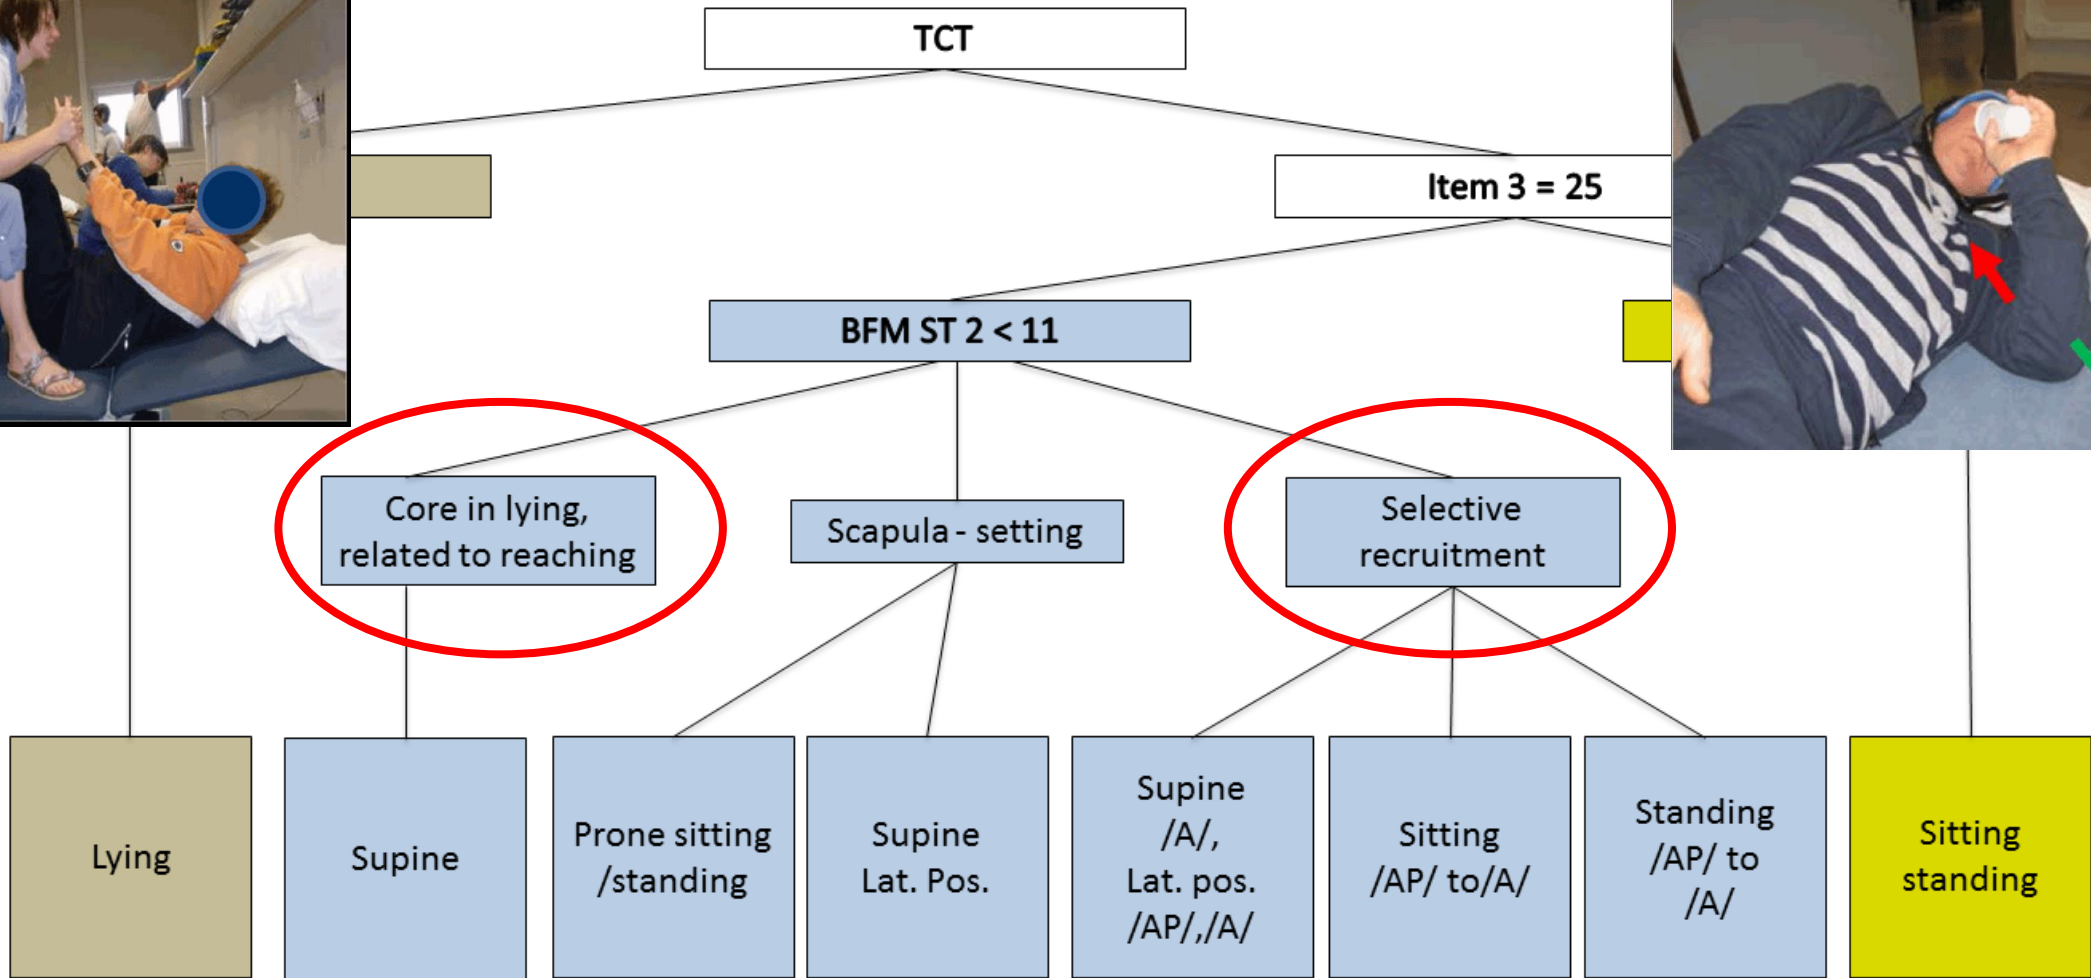 TCT
Item 3 = 25
BFM ST 2 < 11
Core in lying,
related to reaching
Scapula - setting
Selective
recruitment
Lying
Supine
Prone sitting
/standing
Supine
Lat. Pos.
Supine
/A/,
Lat. pos.
/AP/,/A/
Sitting
/AP/ to/A/
Standing
/AP/ to
/A/
Sitting
standing